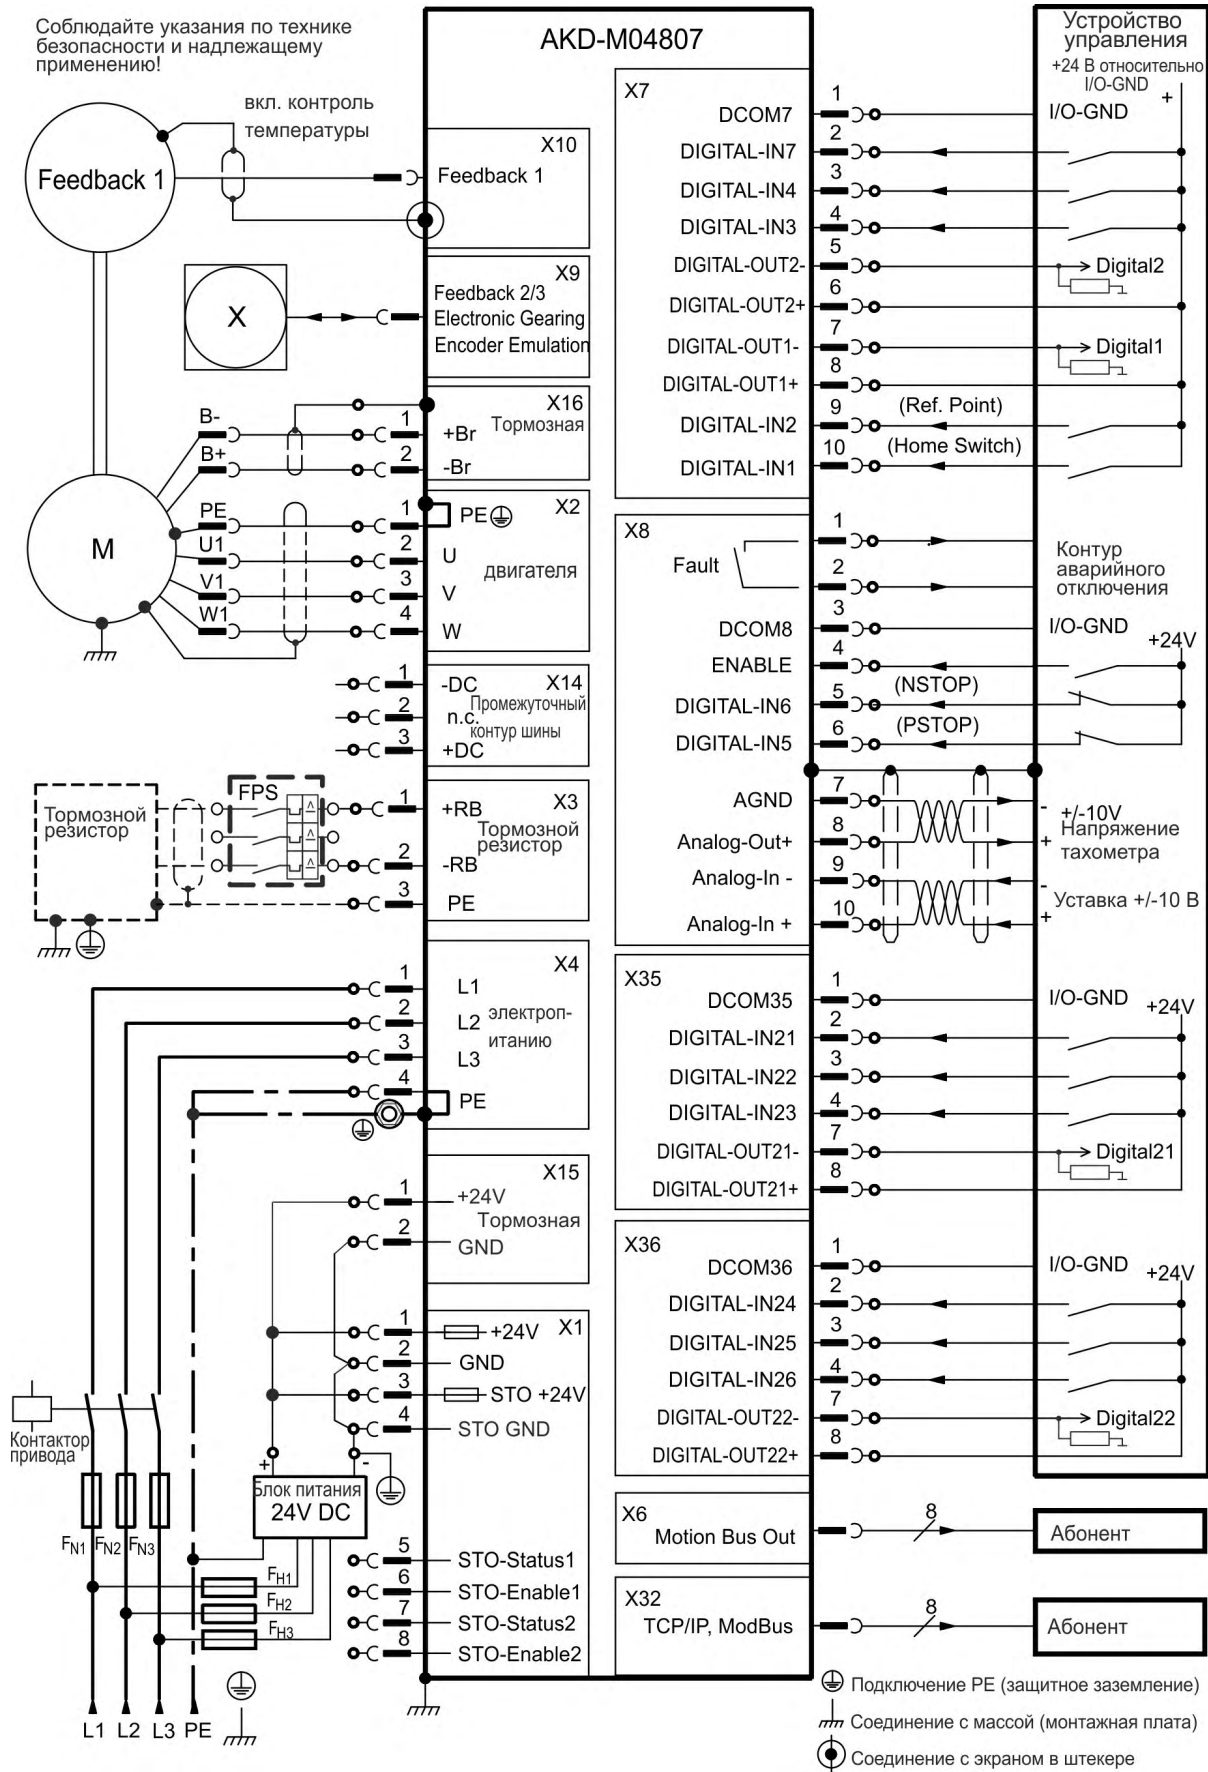 Соблюдайте указания по технике
безопасности и надлежащему
применению!
AKD-M04807
Устройство
управления
+24 В относительно
I/O-GND
+
вкл. контроль
температуры
Feedback 1
X10
Feedback 1
X
X9
Feedback 2/3
Electronic Gearing
Encoder Emulation
B-
B+
1
2
X16
+Br
Тормозная
-Br
M
PE
U1
V1
W1
1
2
3
4
X2
PE
U
V
W
двигателя
1
2
3
X14
-DC
n.c.
+DC
Промежуточный
контур шины
Тормозной
резистор
FPS
1
2
3
X3
+RB
Тормозной
резистор
-RB
PE
1
2
3
4
X4
L1
L2
L3
PE
электроп-
итанию
1
2
X15
+24V
Тормозная
GND
1
2
3
4
X1
+24V
GND
STO +24V
STO GND
Контактор
привода
+
-
Блок питания
24V DC
FN1
FN2
FN3
FH1
FH2
FH3
5
6
7
8
STO-Status1
STO-Enable1
STO-Status2
STO-Enable2
L1
L2
L3
PE
X7
DCOM7
1
I/O-GND
DIGITAL-IN7
2
DIGITAL-IN4
3
DIGITAL-IN3
4
DIGITAL-OUT2-
5
Digital2
DIGITAL-OUT2+
6
DIGITAL-OUT1-
7
Digital1
DIGITAL-OUT1+
8
DIGITAL-IN2
9
(Ref. Point)
DIGITAL-IN1
10
(Home Switch)
X8
Fault
1
2
Контур
аварийного
отключения
DCOM8
3
I/O-GND
+24V
ENABLE
4
DIGITAL-IN6
5
(NSTOP)
DIGITAL-IN5
6
(PSTOP)
AGND
7
-
+/-10V
Analog-Out+
8
+
Напряжение
тахометра
Analog-In -
9
-
Уставка +/-10 В
Analog-In +
10
+
X35
DCOM35
1
I/O-GND
+24V
DIGITAL-IN21
2
DIGITAL-IN22
3
DIGITAL-IN23
4
DIGITAL-OUT21-
7
Digital21
DIGITAL-OUT21+
8
X36
DCOM36
1
I/O-GND
+24V
DIGITAL-IN24
2
DIGITAL-IN25
3
DIGITAL-IN26
4
DIGITAL-OUT22-
7
Digital22
DIGITAL-OUT22+
8
X6
Motion Bus Out
8
Абонент
X32
TCP/IP, ModBus
8
Абонент
Подключение PE (защитное заземление)
Соединение с массой (монтажная плата)
Соединение с экраном в штекере